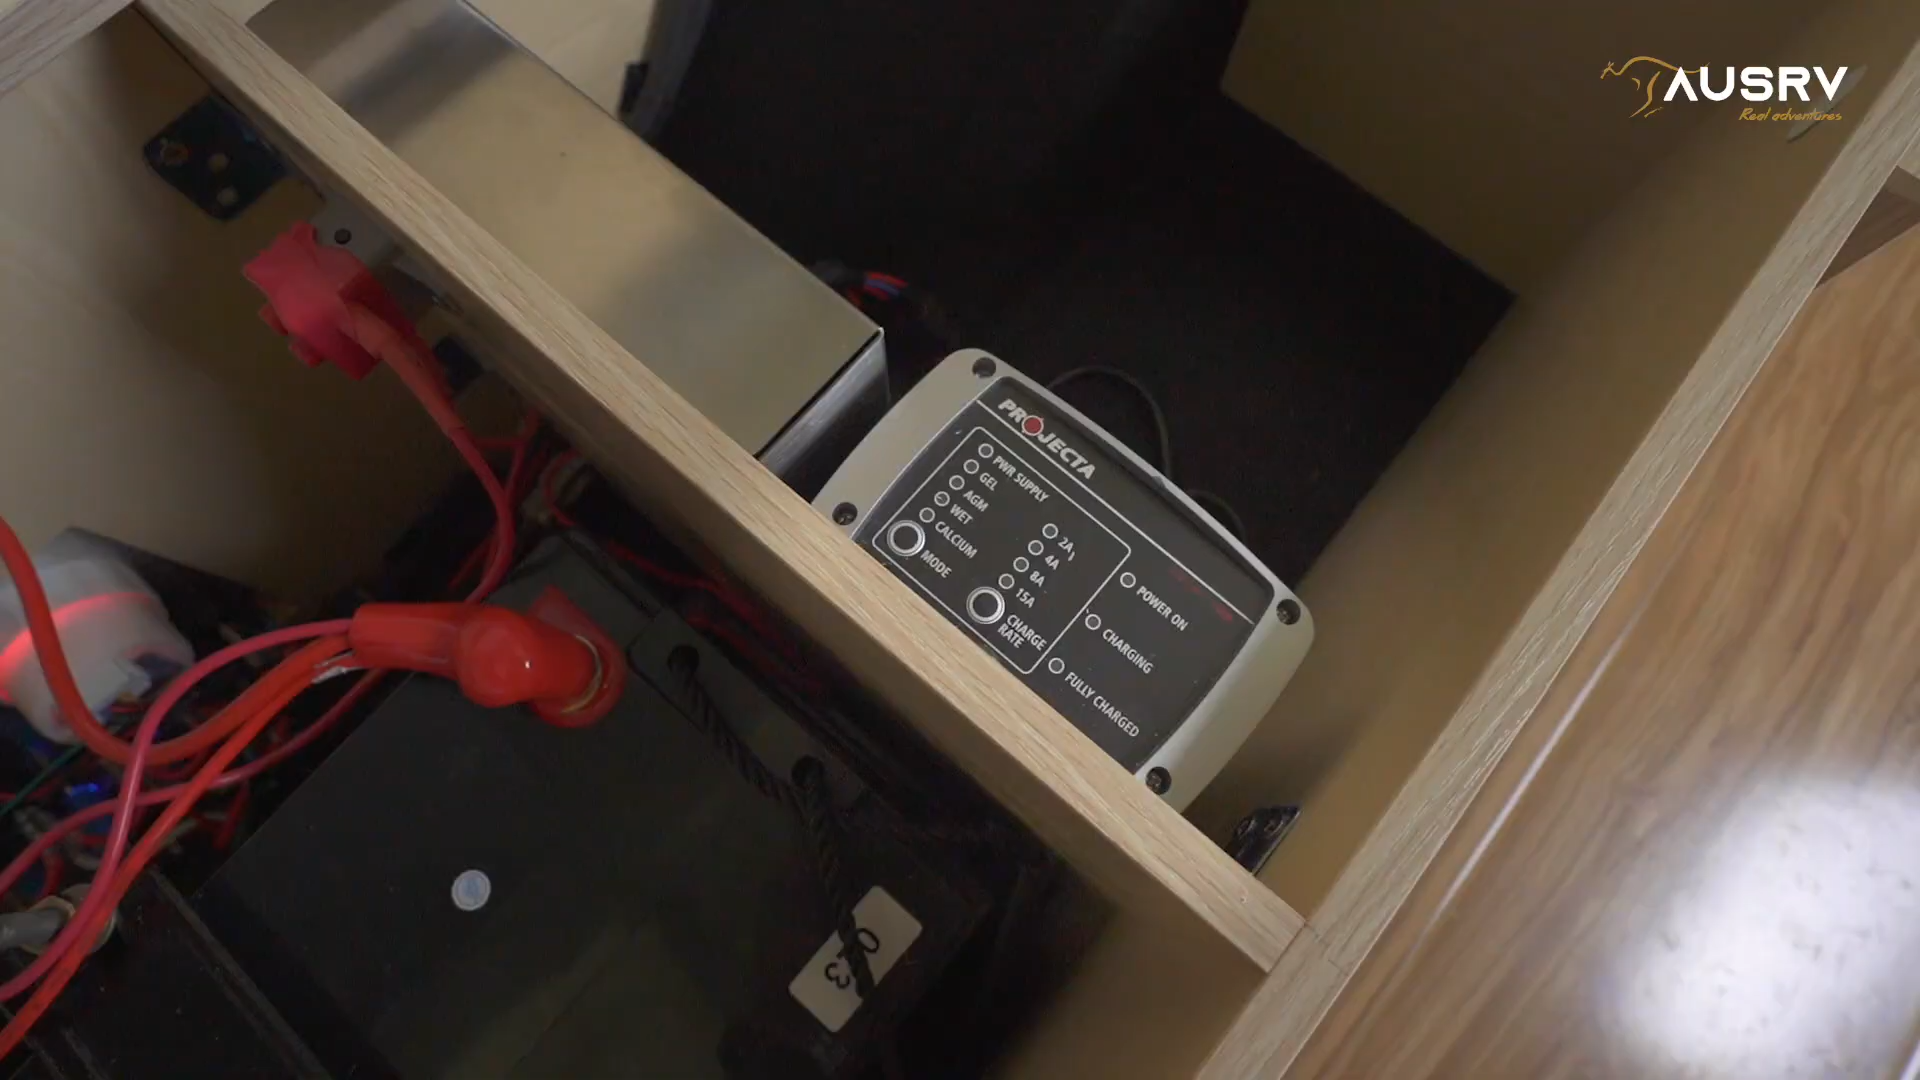 AUSRV
Real adventures
PROJECTA
PWR SUPPLY
GEL
AGM
WET
CALCIUM
MODE
2A
4A
8A
15A
CHARGE
RATE
POWER ON
CHARGING
FULLY CHARGED